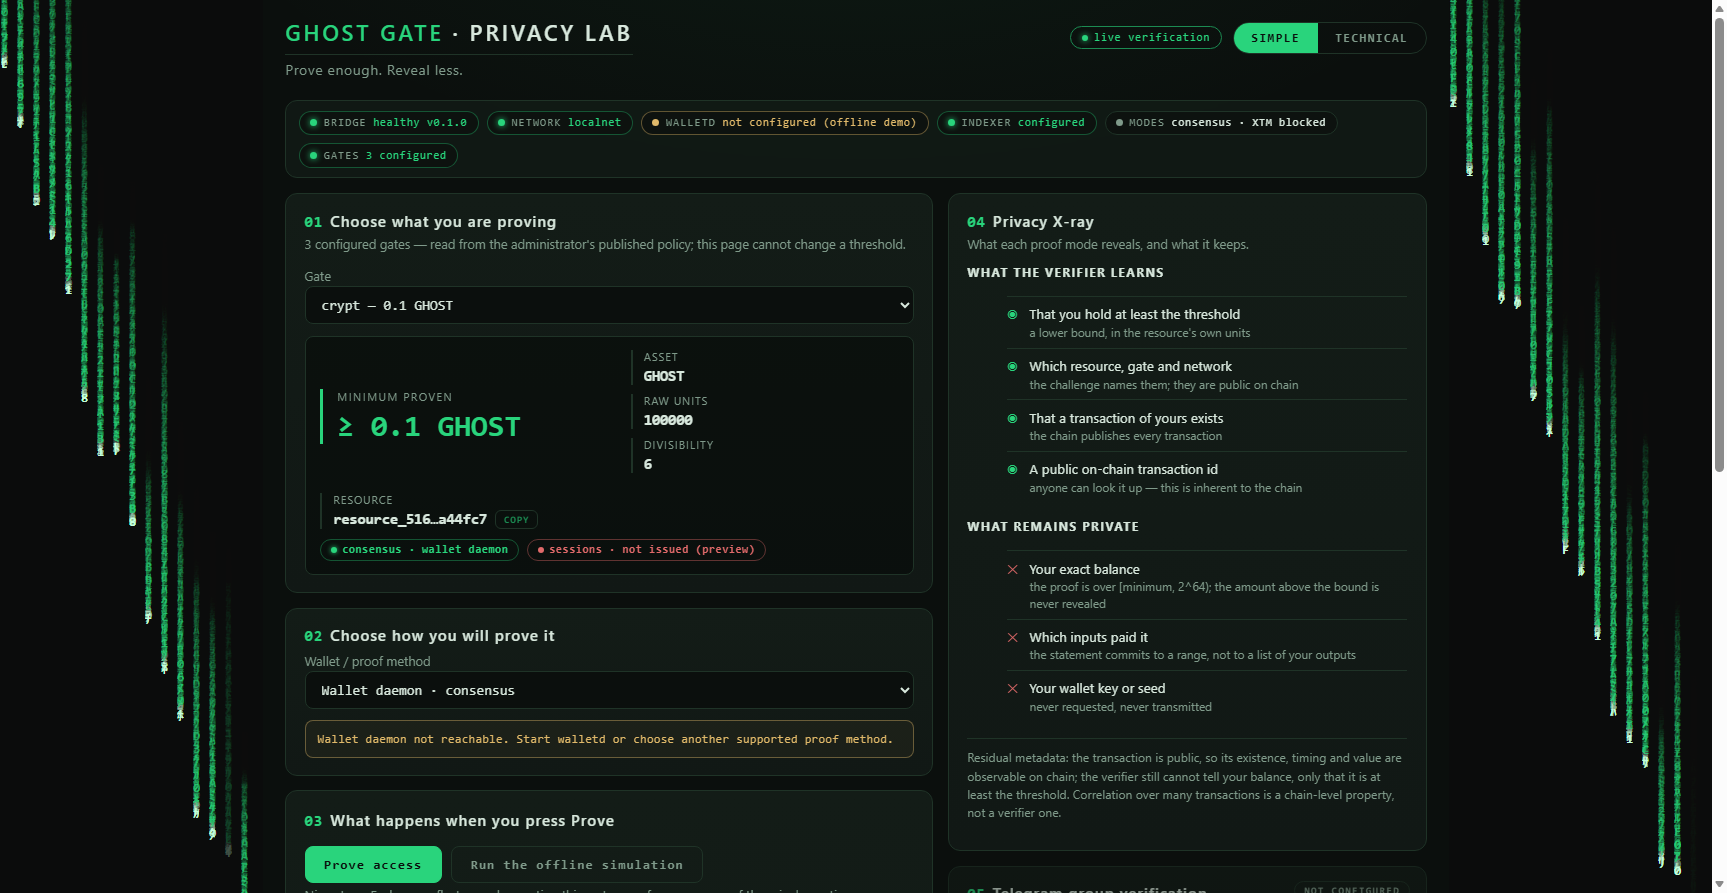 GHOST GATE · PRIVACY LAB
Prove enough. Reveal less.
live verification
SIMPLE
TECHNICAL
BRIDGE healthy v0.1.0
NETWORK localnet
WALLETD not configured (offline demo)
INDEXER configured
MODES consensus · XTM blocked
GATES 3 configured
01 Choose what you are proving
3 configured gates — read from the administrator's published policy; this page cannot change a threshold.
Gate
crypt — 0.1 GHOST
MINIMUM PROVEN
≥ 0.1 GHOST
ASSET
GHOST
RAW UNITS
100000
DIVISIBILITY
6
RESOURCE
resource_516…a44fc7 COPY
consensus · wallet daemon
sessions · not issued (preview)
02 Choose how you will prove it
Wallet / proof method
Wallet daemon · consensus
Wallet daemon not reachable. Start walletd or choose another supported proof method.
03 What happens when you press Prove
Prove access
Run the offline simulation
04 Privacy X-ray
What each proof mode reveals, and what it keeps.
WHAT THE VERIFIER LEARNS
That you hold at least the threshold
a lower bound, in the resource's own units
Which resource, gate and network
the challenge names them; they are public on chain
That a transaction of yours exists
the chain publishes every transaction
A public on-chain transaction id
anyone can look it up — this is inherent to the chain
WHAT REMAINS PRIVATE
Your exact balance
the proof is over [minimum, 2^64); the amount above the bound is
never revealed
Which inputs paid it
the statement commits to a range, not to a list of your outputs
Your wallet key or seed
never requested, never transmitted
Residual metadata: the transaction is public, so its existence, timing and value are
observable on chain; the verifier still cannot tell your balance, only that it is at
least the threshold. Correlation over many transactions is a chain-level property,
not a verifier one.
05 Telegram group verification
NOT CONFIGURED